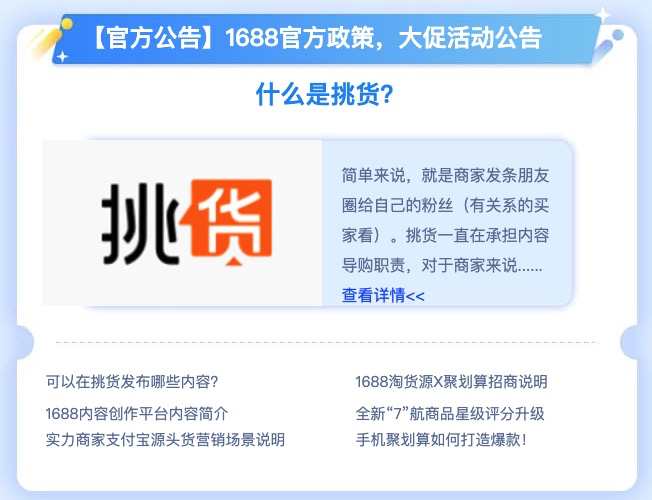 【官方公告】1688官方政策，大促活动公告
什么是挑货？
挑货
简单来说，就是商家发条朋友
圈给自己的粉丝（有关系的买
家看）。挑货一直在承担内容
导购职责，对于商家来说......
查看详情<<
可以在挑货发布哪些内容？
1688淘货源X聚划算招商说明
1688内容创作平台内容简介
全新“7”航商品星级评分升级
实力商家支付宝源头货营销场景说明
手机聚划算如何打造爆款！